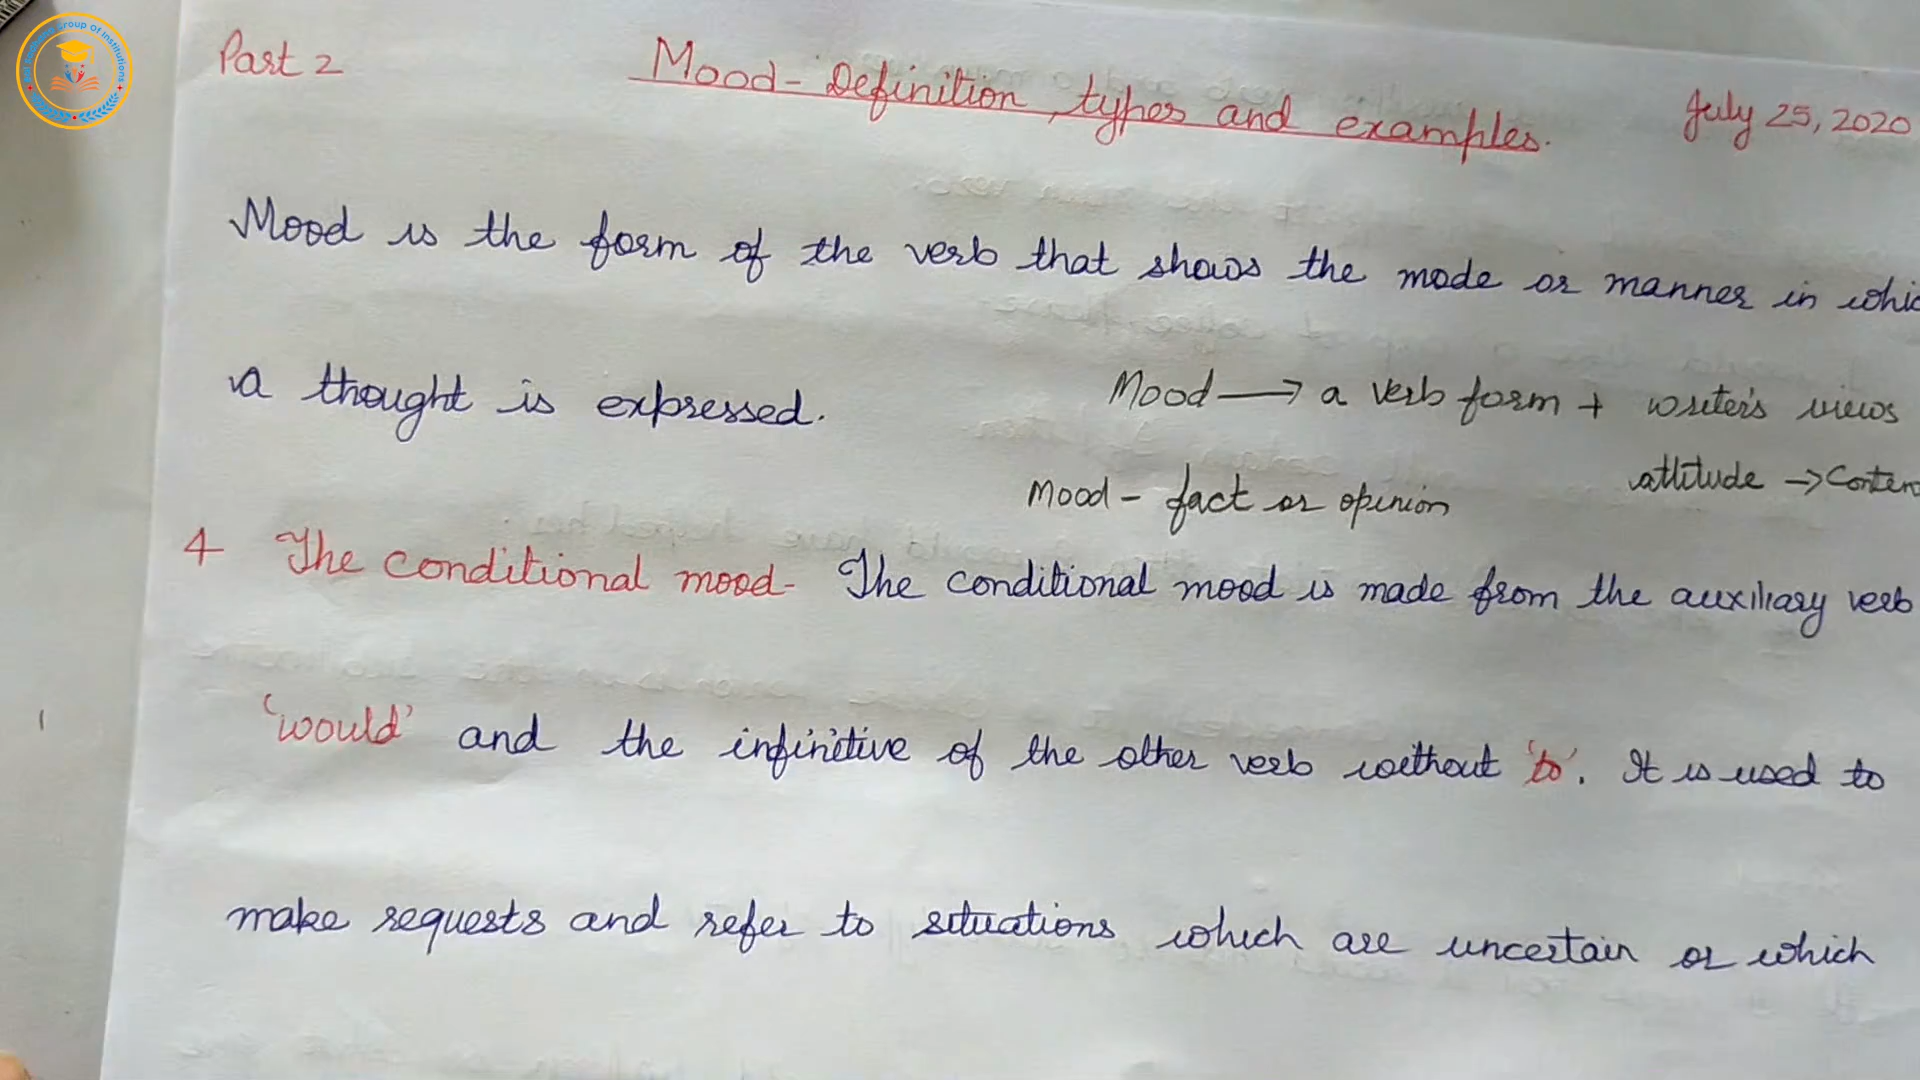 Part 2
Mood - Definition, types and examples.
July 25, 2020
Mood is the form of the verb that shows the mode or manner in whic
a thought is expressed.
Mood → a verb form + writer's views
attitude → Conten
Mood - fact or opinion
4 The conditional mood - The conditional mood is made from the auxiliary verb
'would' and the infinitive of the other verb without 'to'. It is used to
make requests and refer to situations which are uncertain or which